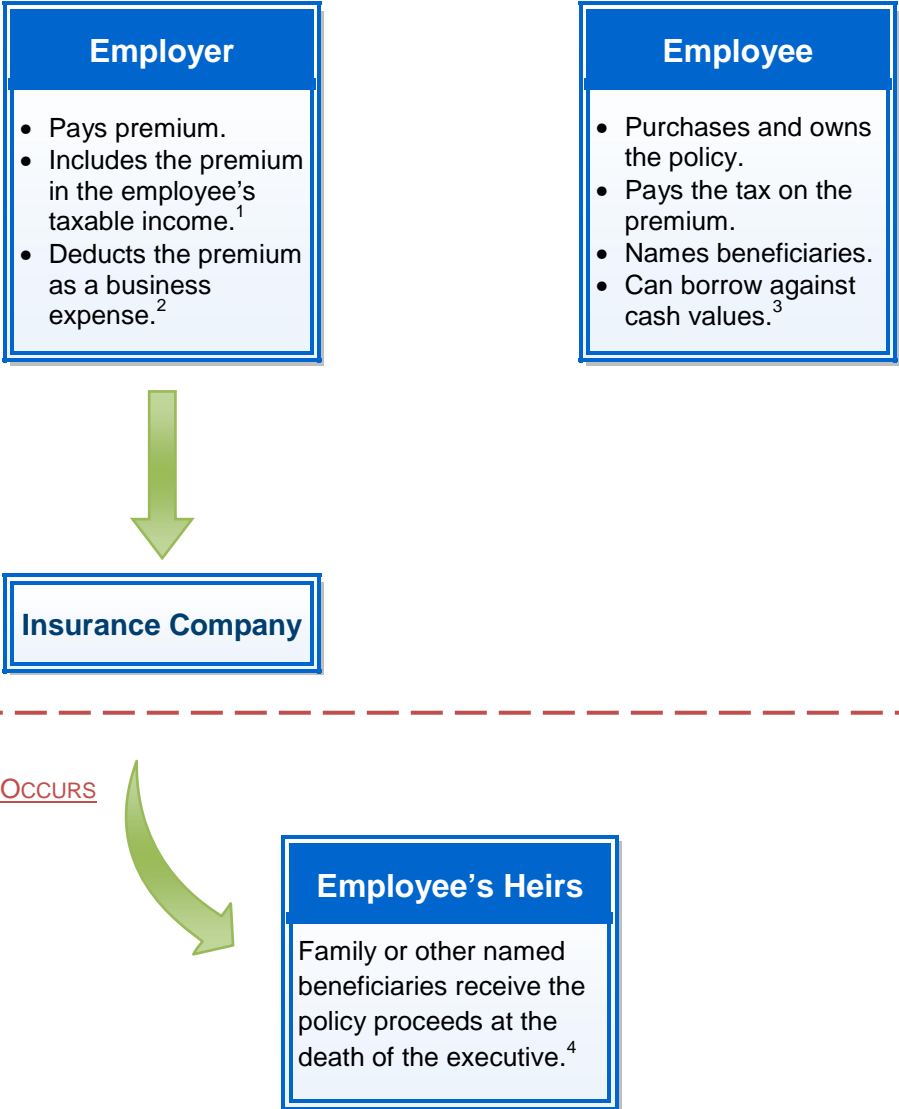 Employer
• Pays premium.
• Includes the premium
in the employee’s
taxable income.1
• Deducts the premium
as a business
expense.2
Employee
• Purchases and owns
the policy.
• Pays the tax on the
premium.
• Names beneficiaries.
• Can borrow against
cash values.3
Insurance Company
OCCURS
Employee’s Heirs
Family or other named
beneficiaries receive the
policy proceeds at the
death of the executive.4